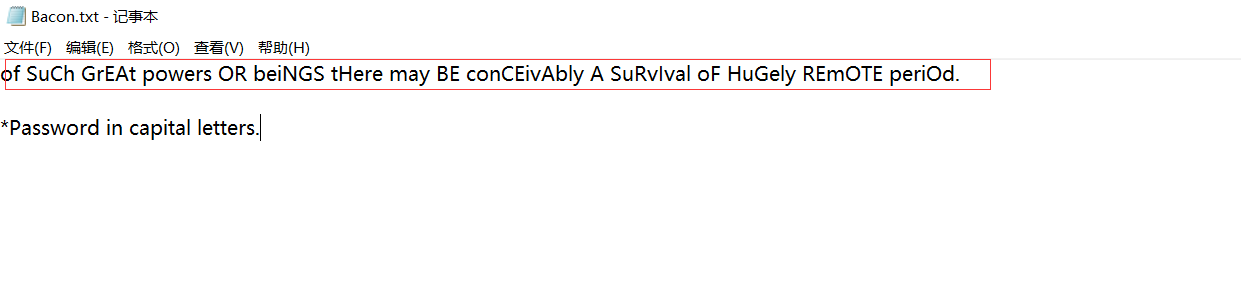 Bacon.txt - 记事本
文件(F) 编辑(E) 格式(O) 查看(V) 帮助(H)
of SuCh GrEAt powers OR beiNGS tHere may BE conCEivAbly A SuRvIval oF HuGely REmOTE periOd.
*Password in capital letters.